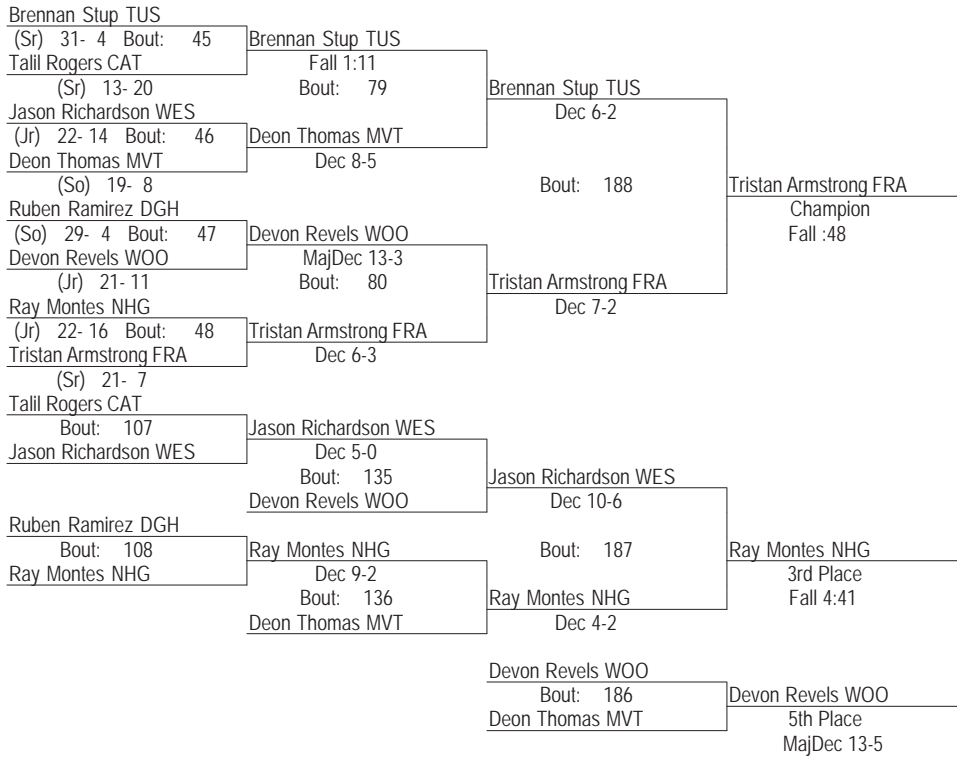 Brennan Stup TUS
(Sr) 31- 4 Bout: 45 Brennan Stup TUS
Talil Rogers CAT Fall 1:11
(Sr) 13- 20 Bout: 79 Brennan Stup TUS
Jason Richardson WES Dec 6-2
(Jr) 22- 14 Bout: 46 Deon Thomas MVT
Deon Thomas MVT Dec 8-5
(So) 19- 8 Bout: 188 Tristan Armstrong FRA
Ruben Ramirez DGH Champion
(So) 29- 4 Bout: 47 Devon Revels WOO Fall :48
Devon Revels WOO MajDec 13-3
(Jr) 21- 11 Bout: 80 Tristan Armstrong FRA
Ray Montes NHG Dec 7-2
(Jr) 22- 16 Bout: 48 Tristan Armstrong FRA
Tristan Armstrong FRA Dec 6-3
(Sr) 21- 7
Talil Rogers CAT
Bout: 107 Jason Richardson WES
Jason Richardson WES Dec 5-0
Bout: 135 Jason Richardson WES
Devon Revels WOO Dec 10-6
Ruben Ramirez DGH
Bout: 108 Ray Montes NHG Bout: 187 Ray Montes NHG
Ray Montes NHG Dec 9-2 3rd Place
Bout: 136 Ray Montes NHG Fall 4:41
Deon Thomas MVT Dec 4-2
Devon Revels WOO
Bout: 186 Devon Revels WOO
Deon Thomas MVT 5th Place
MajDec 13-5